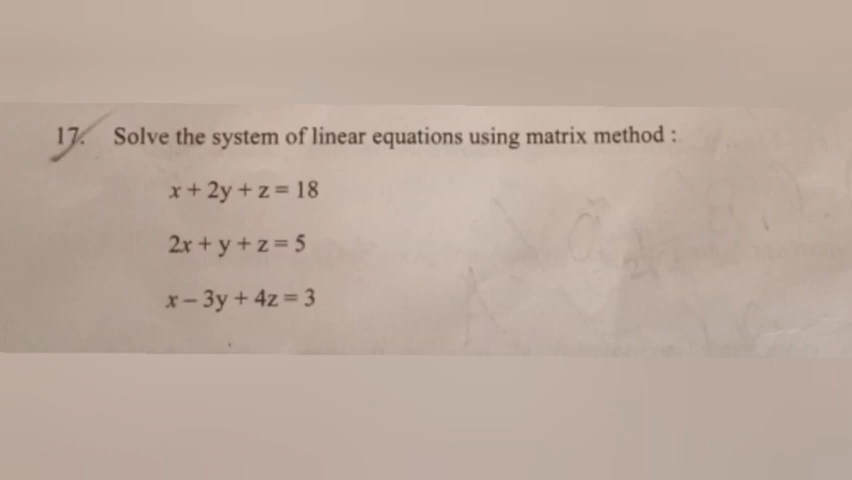 17. Solve the system of linear equations using matrix method :
x + 2y + z = 18
2x + y + z = 5
x – 3y + 4z = 3